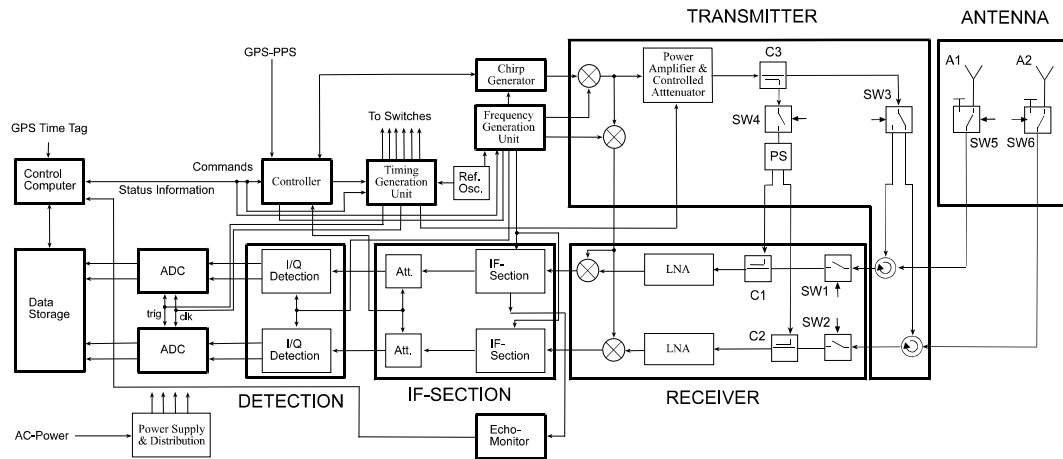 TRANSMITTER
ANTENNA
GPS-PPS
Chirp
Generator
Power
Amplifier &
Controlled
Atttenuator
C3
A1
A2
SW3
SW4
To Switches
Frequency
Generation
Unit
SW5
SW6
GPS Time Tag
PS
Control
Computer
Commands
Status Information
Controller
Timing
Generation
Unit
Ref.
Osc.
Data
Storage
ADC
I/Q
Detection
Att.
IF-
Section
LNA
C1
SW1
trig
clk
SW2
C2
ADC
I/Q
Detection
Att.
IF-
Section
LNA
DETECTION
IF-SECTION
RECEIVER
AC-Power
Power Supply
& Distribution
Echo-
Monitor